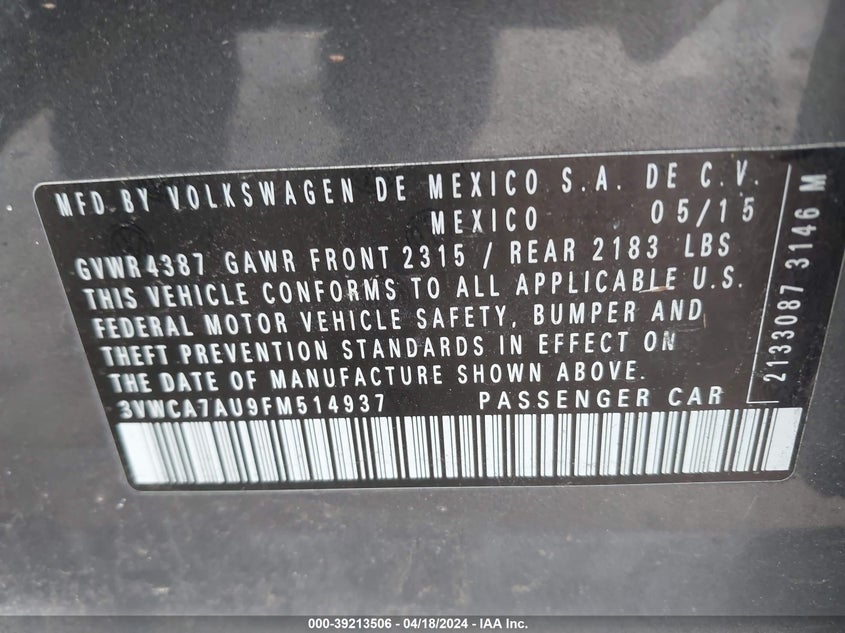 MFD.BY VOLKSWAGEN DE MEXICO S.A. DE C.V.
MEXICO 05/15
GVWR4387 GAWR FRONT 2315 / REAR 2183 LBS
THIS VEHICLE CONFORMS TO ALL APPLICABLE U.S.
FEDERAL MOTOR VEHICLE SAFETY, BUMPER AND
THEFT PREVENTION STANDARDS IN EFFECT ON
THE DATE OF MANUFACTURE SHOWN ABOVE.
3VWCA7AU9FM514937 PASSENGER CAR
2133087 3146 M
000-39213506 - 04/18/2024 - IAA Inc.